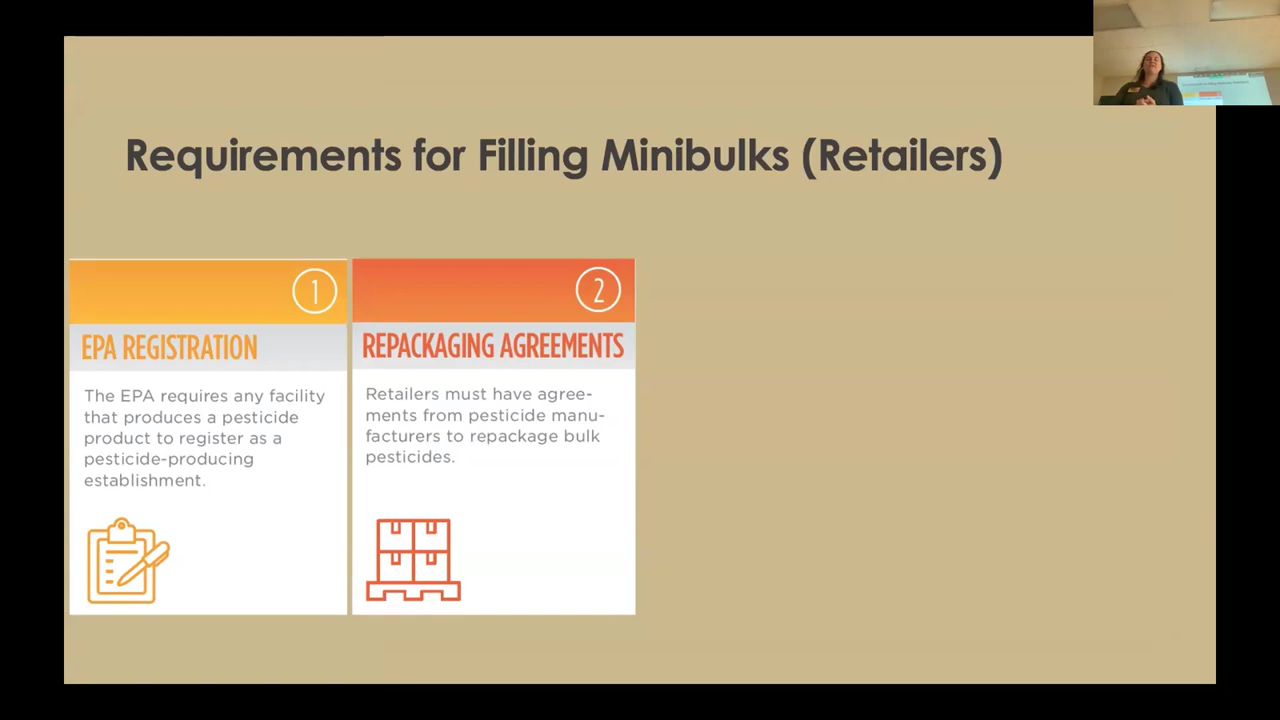 Requirements for Filling Minibulks (Retailers)
1
EPA REGISTRATION
The EPA requires any facility
that produces a pesticide
product to register as a
pesticide-producing
establishment.
2
REPACKAGING AGREEMENTS
Retailers must have agree-
ments from pesticide manu-
facturers to repackage bulk
pesticides.